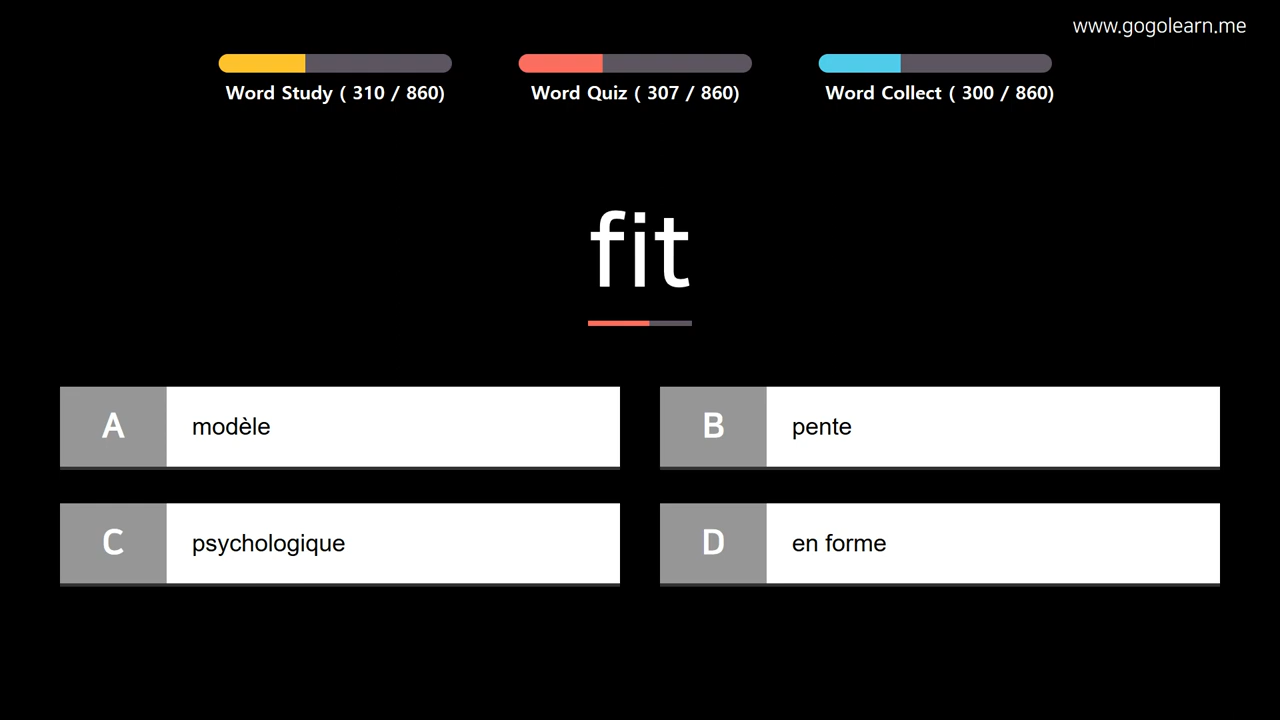 www.gogolearn.me
Word Study ( 310 / 860)
Word Quiz ( 307 / 860)
Word Collect ( 300 / 860)
fit
A modèle
B pente
C psychologique
D en forme